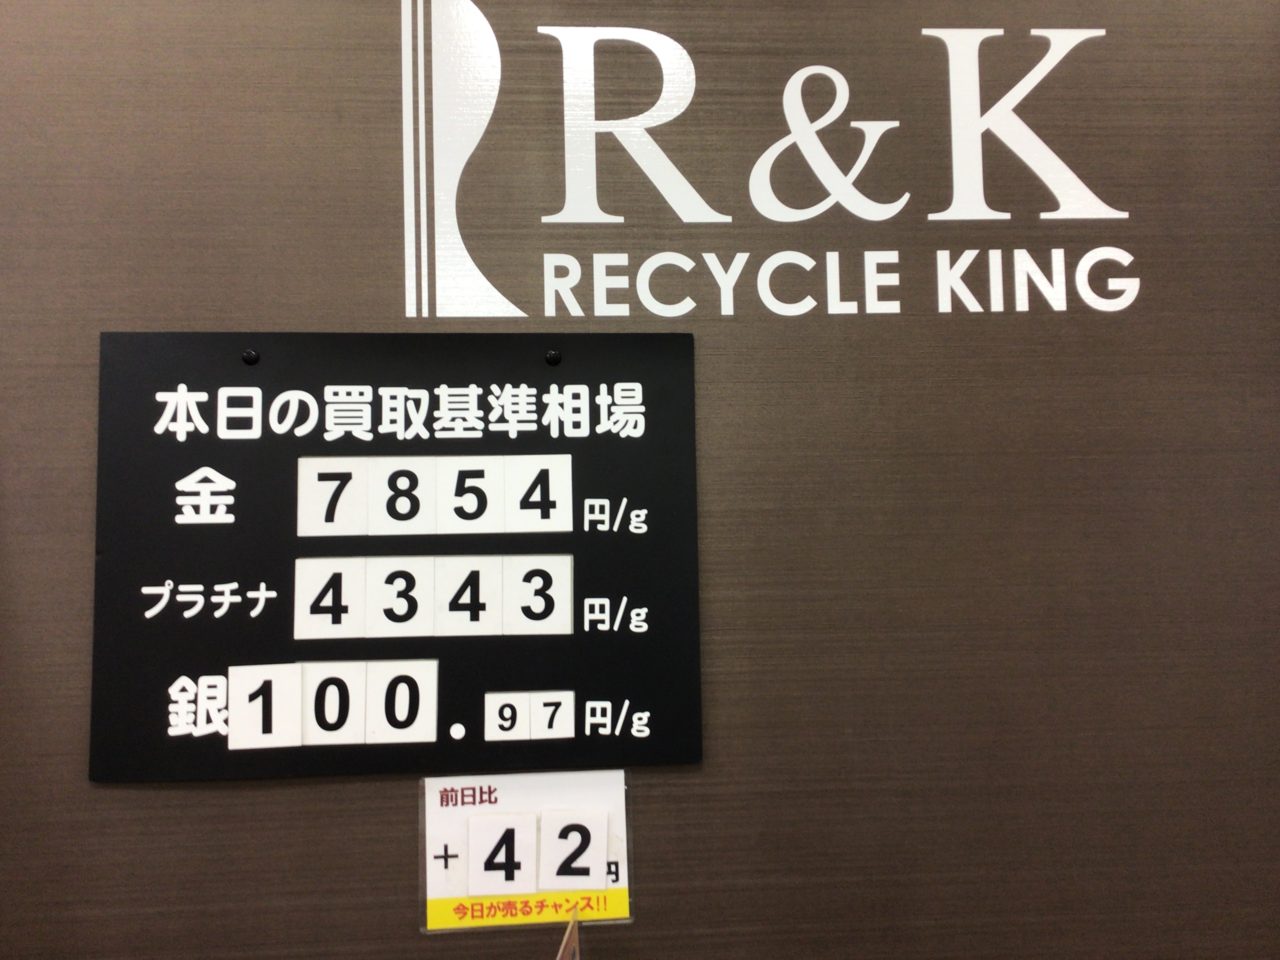 R&K
RECYCLE KING
本日の買取基準相場
金 7854 円/g
プラチナ 4343 円/g
銀 100.97 円/g
前日比
+42円
今日が売るチャンス!!